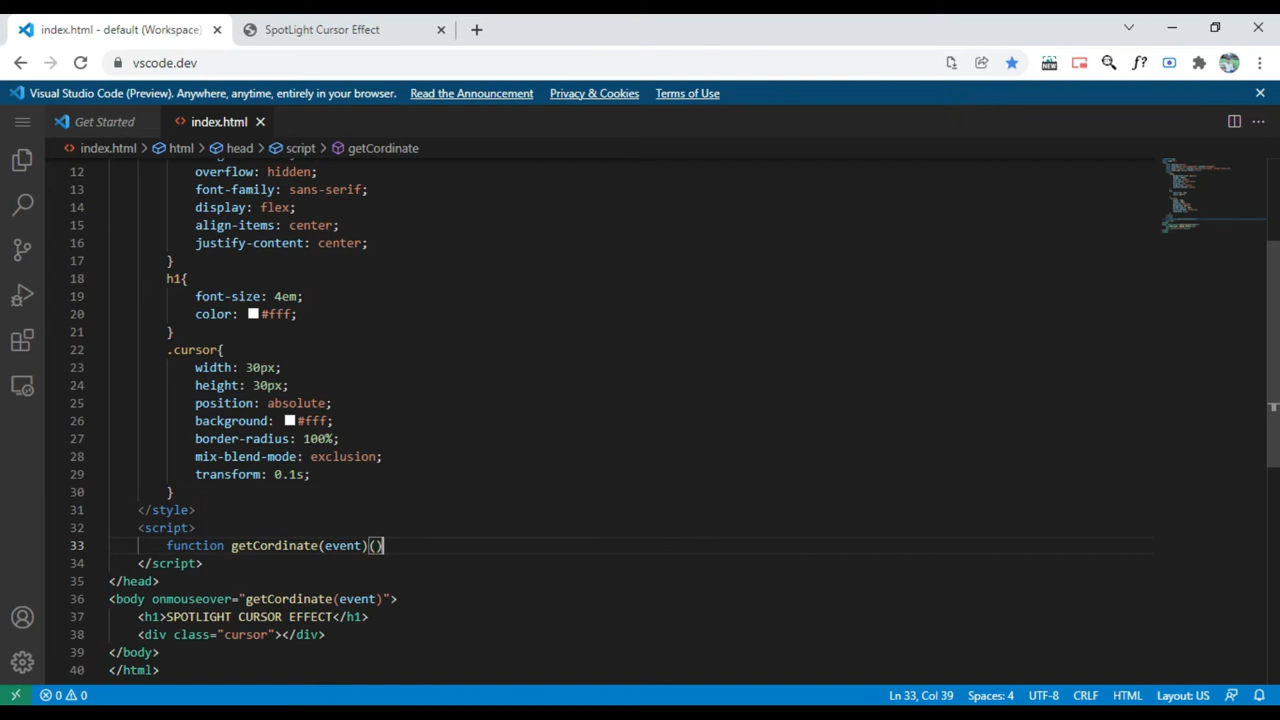 index.html - default (Workspace)
SpotLight Cursor Effect
vscode.dev
NEW
f?
Visual Studio Code (Preview). Anywhere, anytime, entirely in your browser. Read the Announcement Privacy & Cookies Terms of Use
Get Started
index.html
index.html > html > head > script > getCordinate
12 overflow: hidden;
13 font-family: sans-serif;
14 display: flex;
15 align-items: center;
16 justify-content: center;
17 }
18 h1{
19 font-size: 4em;
20 color: #fff;
21 }
22 .cursor{
23 width: 30px;
24 height: 30px;
25 position: absolute;
26 background: #fff;
27 border-radius: 100%;
28 mix-blend-mode: exclusion;
29 transform: 0.1s;
30 }
31 </style>
32 <script>
33 function getCordinate(event)()
34 </script>
35 </head>
36 <body onmouseover="getCordinate(event)">
37 <h1>SPOTLIGHT CURSOR EFFECT</h1>
38 <div class="cursor"></div>
39 </body>
40 </html>
0 0 Ln 33, Col 39 Spaces: 4 UTF-8 CRLF HTML Layout: US